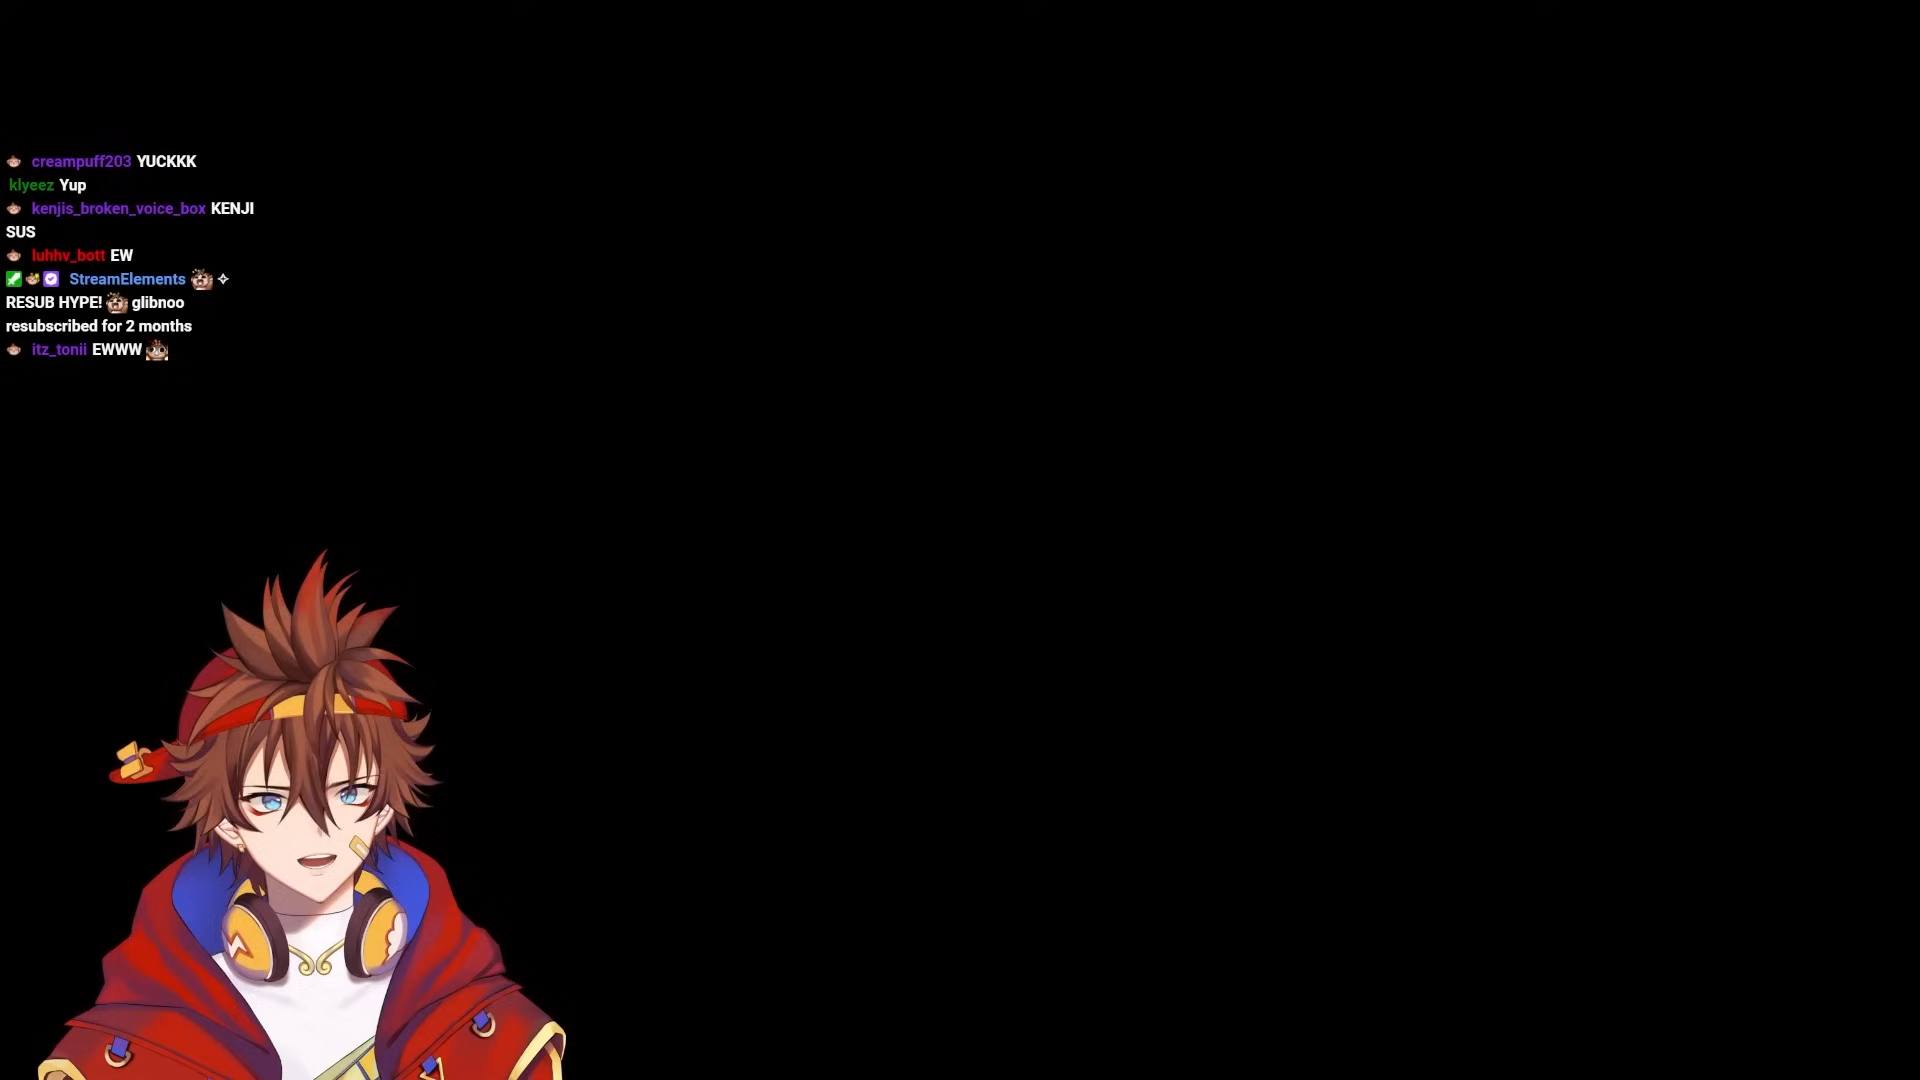 creampuff203 YUCKKK
klyeez Yup
kenjis_broken_voice_box KENJI
SUS
luhhv_bott EW
StreamElements
RESUB HYPE! glibnoo
resubscribed for 2 months
itz_tonii EWWW